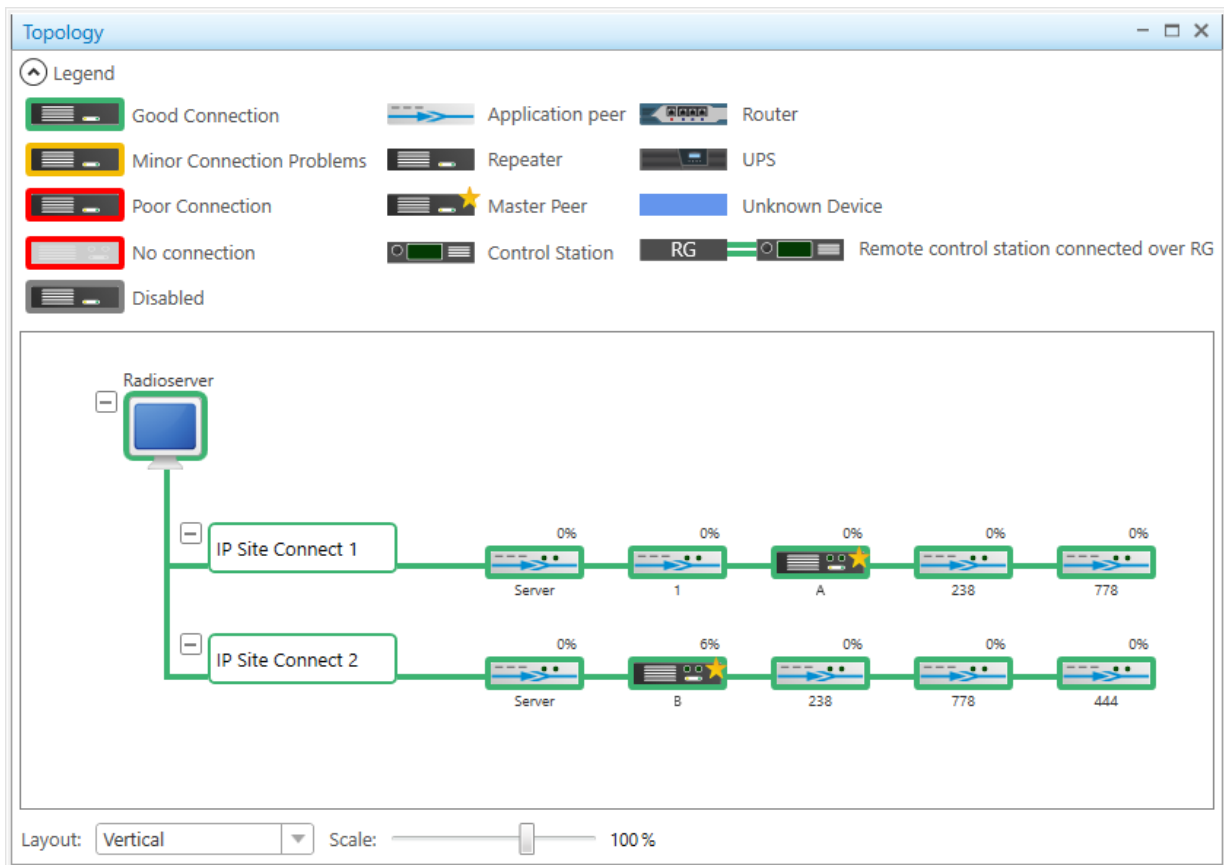 Topology
Legend
Good Connection Application peer Router
Minor Connection Problems Repeater UPS
Poor Connection Master Peer Unknown Device
No connection Control Station RG Remote control station connected over RG
Disabled
Radioserver
0% 0% 0% 0% 0%
IP Site Connect 1
Server 1 A 238 778
0% 6% 0% 0% 0%
IP Site Connect 2
Server B 238 778 444
Layout: Vertical Scale: 100 %